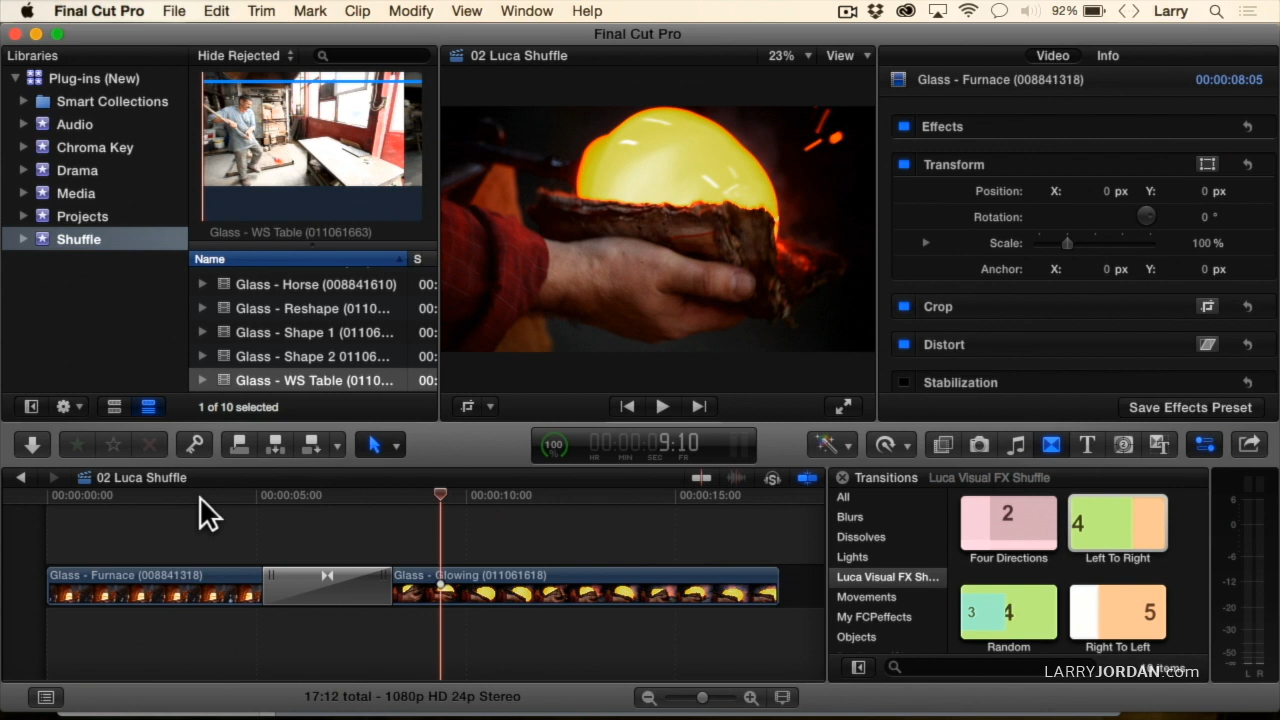 Final Cut Pro File Edit Trim Mark Clip Modify View Window Help 92% Larry
Final Cut Pro
Libraries
Plug-ins (New)
Smart Collections
Audio
Chroma Key
Drama
Media
Projects
Shuffle
Hide Rejected
Glass - WS Table (011061663)
Name S
Glass - Horse (008841610) 00:
Glass - Reshape (0110... 00:
Glass - Shape 1 (01106... 00:
Glass - Shape 2 01106... 00:
Glass - WS Table (0110... 00:
1 of 10 selected
02 Luca Shuffle 23% View
Video Info
Glass - Furnace (008841318) 00:00:08:05
Effects
Transform
Position: X: 0 px Y: 0 px
Rotation: 0 °
Scale: 100 %
Anchor: X: 0 px Y: 0 px
Crop
Distort
Stabilization
Save Effects Preset
100 00:00:09:10
% HR MIN SEC FR
T
02 Luca Shuffle
00:00:00:00 00:00:05:00 00:00:10:00 00:00:15:00
Glass - Furnace (008841318) Glass - Glowing (011061618)
Transitions Luca Visual FX Shuffle
All
Blurs
Dissolves
Lights
Luca Visual FX Sh...
Movements
My FCPeffects
Objects
2
Four Directions
4
Left To Right
3 4
Random
5
Right To Left
6
0
-6
-12
-20
-30
-50
-∞
L R
LARRYJORDAN.com
17:12 total - 1080p HD 24p Stereo